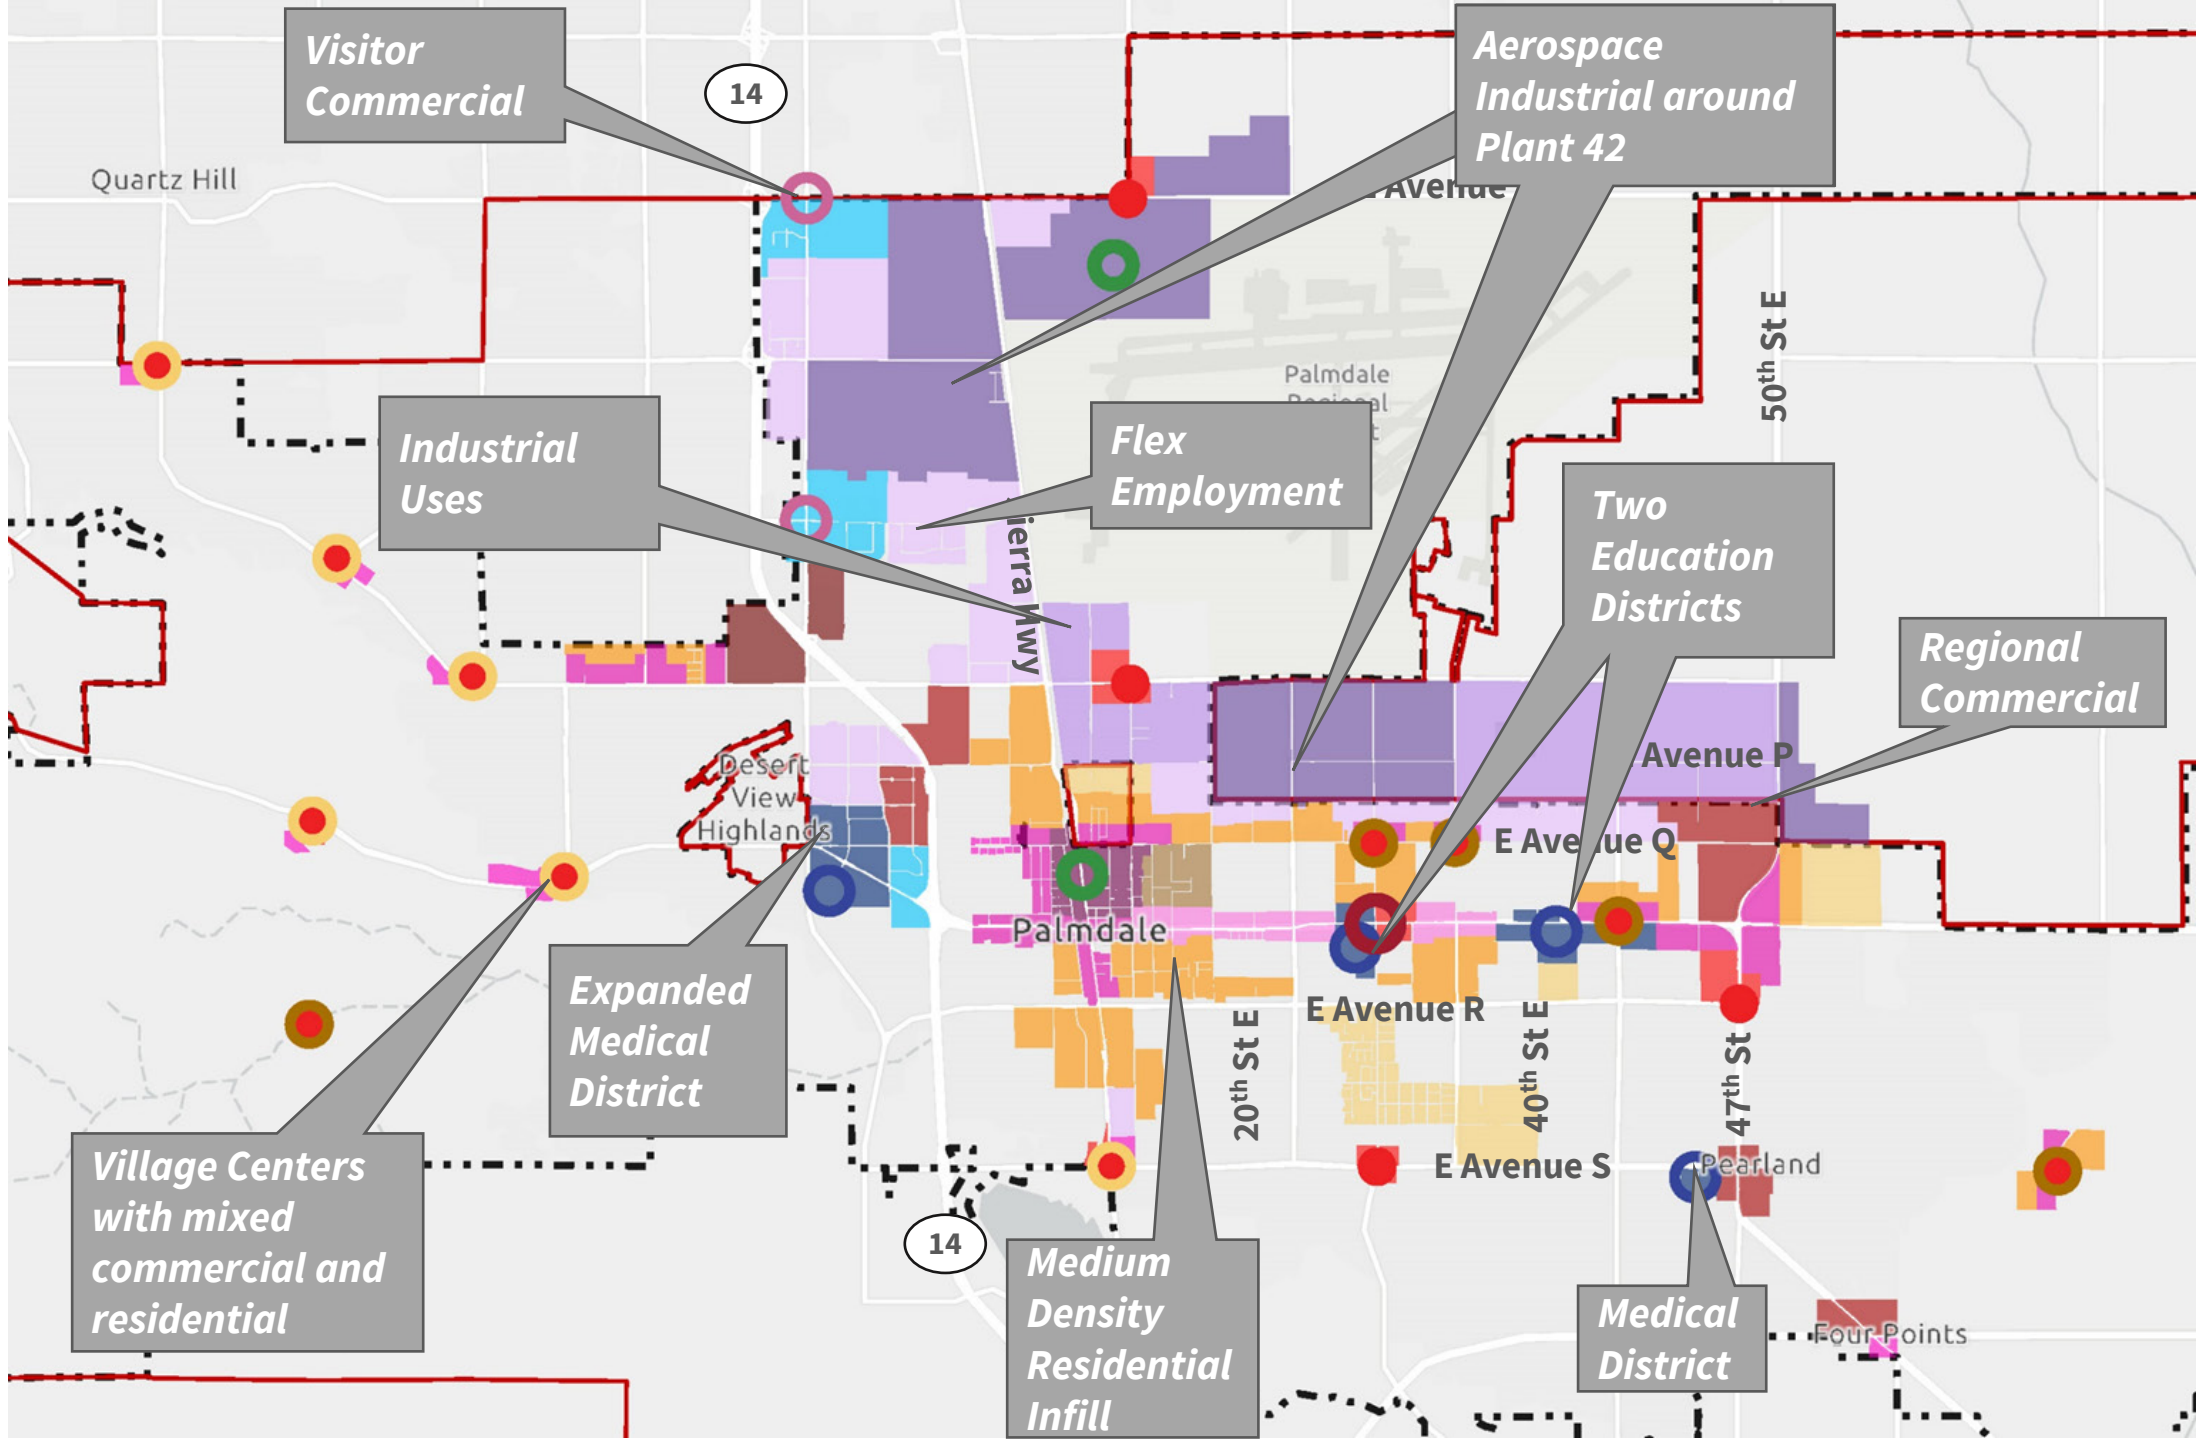 Visitor
Commercial
14
Aerospace
Industrial around
Plant 42
Quartz Hill
Avenue
50th St E
Palmdale
Industrial
Uses
Flex
Employment
Two
Education
Districts
Hwy
Regional
Commercial
Avenue P
Desert
View
Highlands
E Avenue Q
Palmdale
Expanded
Medical
District
E Avenue R
20th St E
40th St E
47th St
Village Centers
with mixed
commercial and
residential
E Avenue S
Pearland
14
Medium
Density
Residential
Infill
Medical
District
Four Points